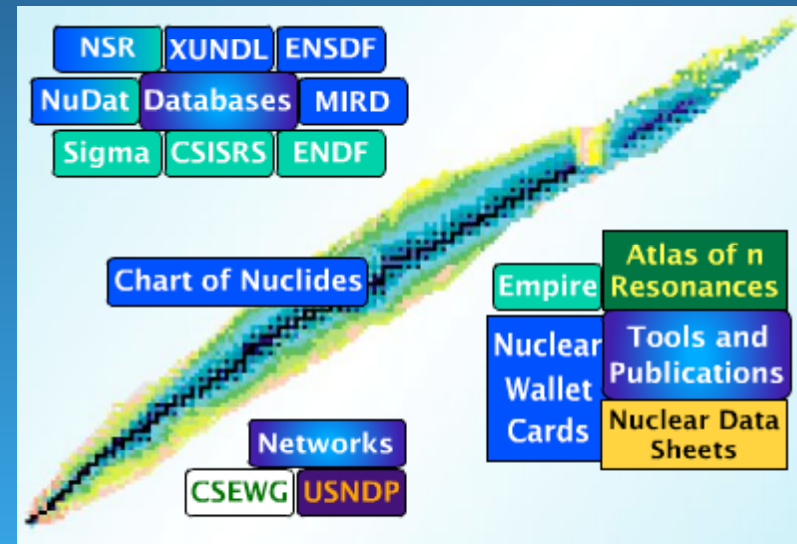 NSR
XUNDL
ENSDF
NuDat
Databases
MIRD
Sigma
CSISRS
ENDF
Chart of Nuclides
Empire
Atlas of n
Resonances
Nuclear
Wallet
Cards
Tools and
Publications
Nuclear Data
Sheets
Networks
CSEWG
USNDP